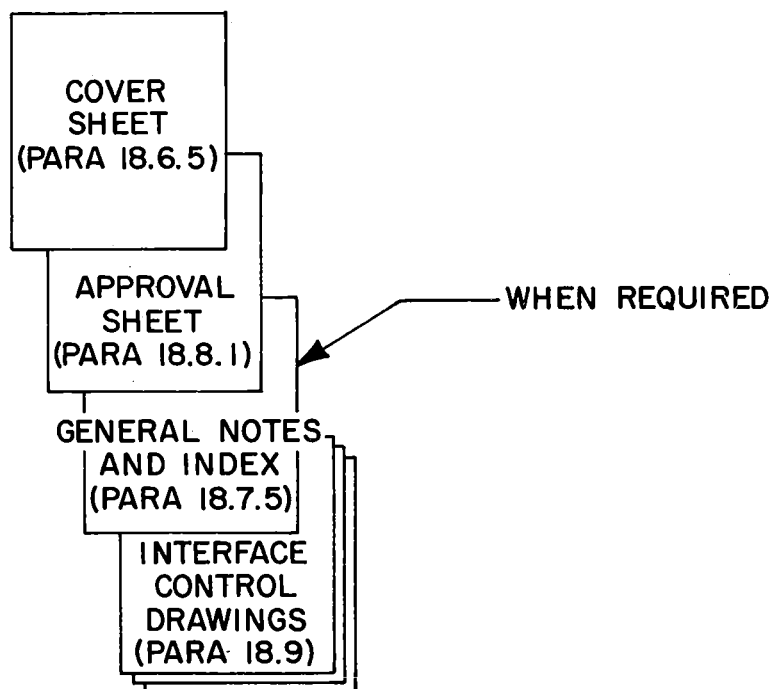 COVER
SHEET
(PARA 18.6.5)
APPROVAL
SHEET
(PARA 18.8.1)
WHEN REQUIRED
GENERAL NOTES
AND INDEX
(PARA 18.7.5)
INTERFACE
CONTROL
DRAWINGS
(PARA 18.9)